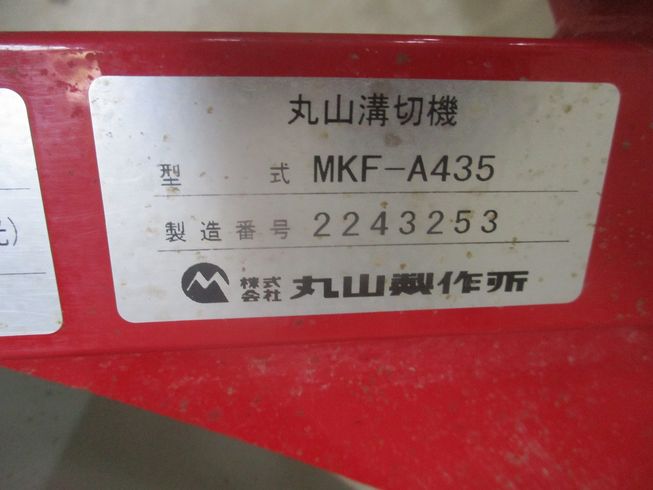 丸山溝切機
型式 MKF-A435
製造番号 2243253
株式会社 丸山製作所
元)